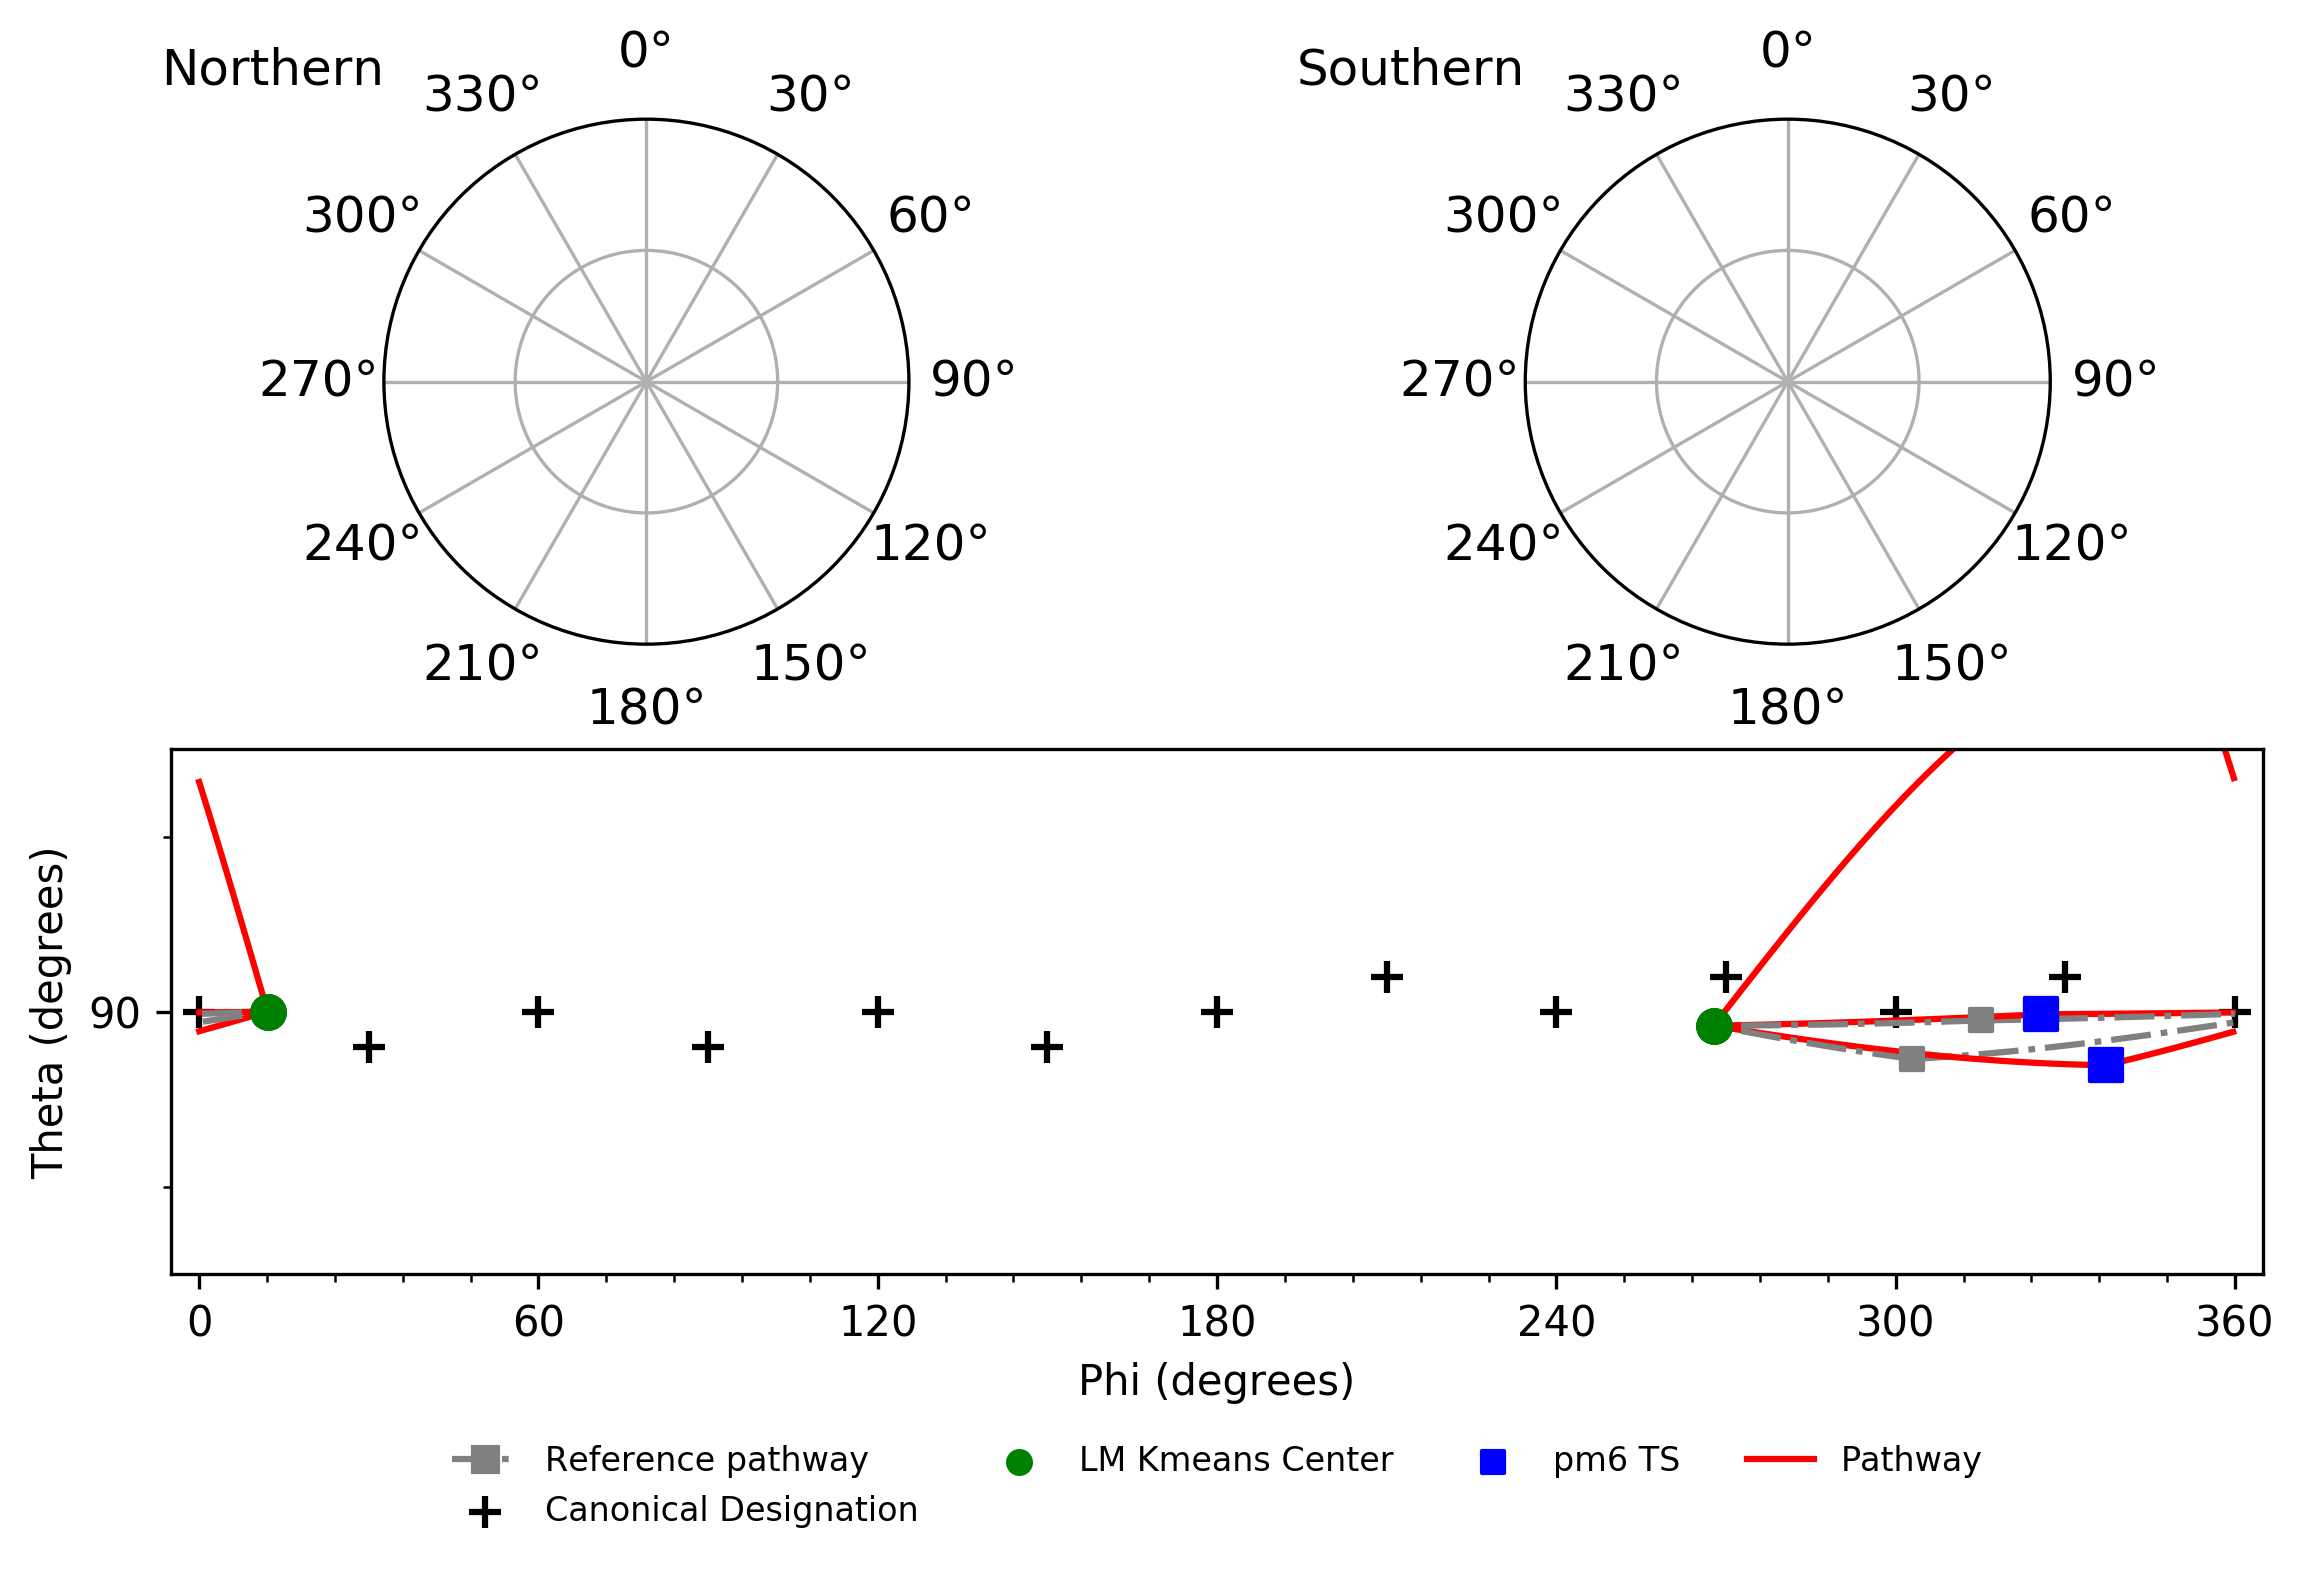 Northern
0°
30°
60°
90°
120°
150°
180°
210°
240°
270°
300°
330°
Southern
0°
30°
60°
90°
120°
150°
180°
210°
240°
270°
300°
330°
Theta (degrees)
90
0 60 120 180 240 300 360
Phi (degrees)
Reference pathway
Canonical Designation
LM Kmeans Center
pm6 TS
Pathway